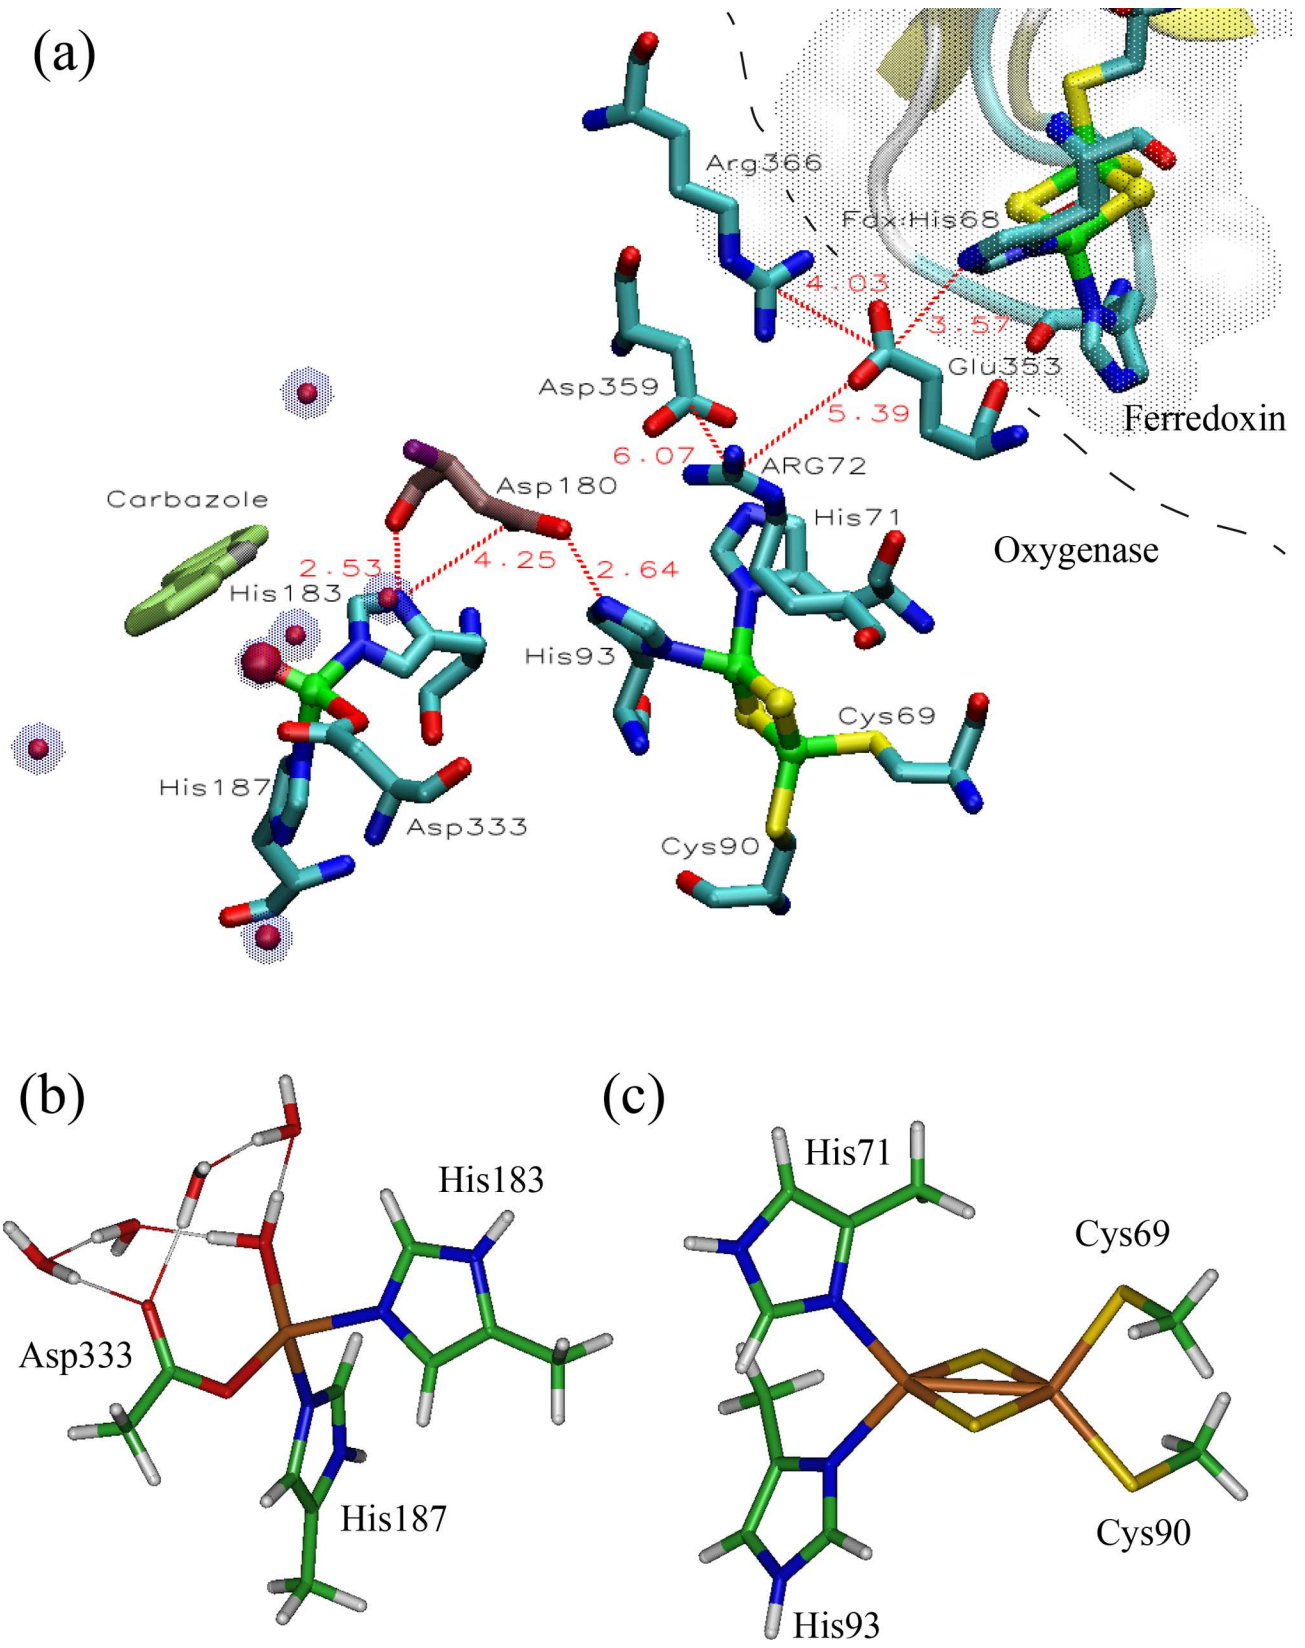 (a)
Arg366
Fdx:His68
4.03
3.57
Glu353
Asp359
Ferredoxin
5.39
6.07
ARG72
Asp180
Carbazole
His71
Oxygenase
2.53
4.25
2.64
His183
His93
Cys69
His187
Asp333
Cys90
(b)
(c)
His71
His183
Cys69
Asp333
His187
Cys90
His93